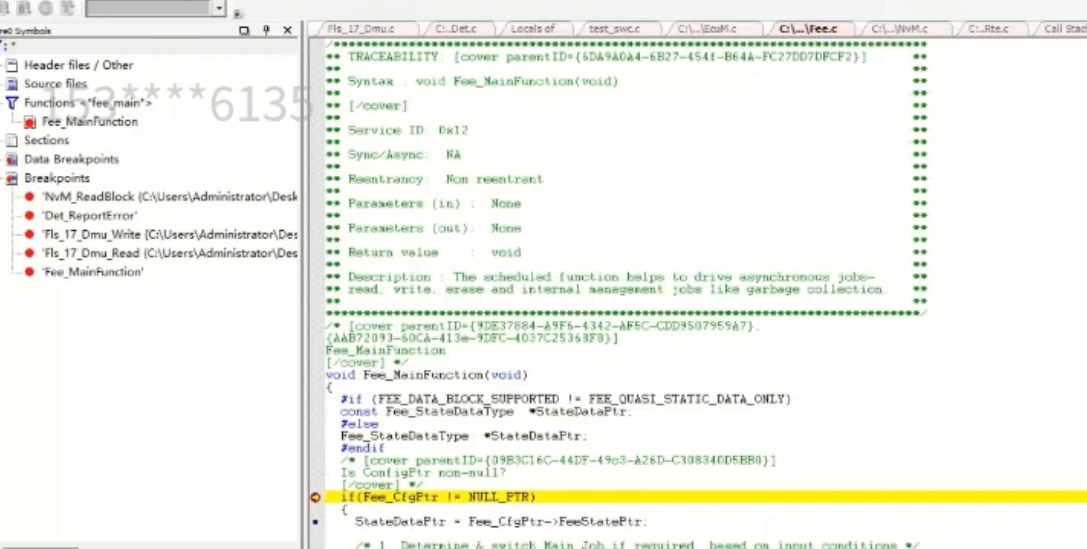 Fls_17_Dmu.c
C:..Det.c
Locals of
test_swc.c
C:\...\EcuM.c
C:\...\Fee.c
C:\...\NvM.c
C:..Rte.c
Call Stack
re0 Symbols
Header files / Other
Source files
Functions <"fee_main">
Fee_MainFunction
Sections
Data Breakpoints
Breakpoints
'NvM_ReadBlock (C:\Users\Administrator\Desk
'Det_ReportError'
'Fls_17_Dmu_Write (C:\Users\Administrator\Des
'Fls_17_Dmu_Read (C:\Users\Administrator\Des
'Fee_MainFunction'
153****6135
** TRACEABILITY: [cover parentID={6DA9A0A4-6B27-454f-B64A-FC27DD7DFCF2}] **
** Syntax : void Fee_MainFunction(void) **
** [/cover] **
** Service ID: 0x12 **
** Sync/Async: NA **
** Reentrancy: Non reentrant **
** Parameters (in) : None **
** Parameters (out): None **
** Return value : void **
** Description : The scheduled function helps to drive asynchronous jobs- **
** read, write, erase and internal management jobs like garbage collection. **
/* [cover parentID={9DE37884-A9F6-4342-AF5C-CDD9507959A7},
{AAB72093-60CA-413e-9DFC-4037C25368F8}]
Fee_MainFunction
[/cover] */
void Fee_MainFunction(void)
{
#if (FEE_DATA_BLOCK_SUPPORTED != FEE_QUASI_STATIC_DATA_ONLY)
const Fee_StateDataType *StateDataPtr;
#else
Fee_StateDataType *StateDataPtr;
#endif
/* [cover parentID={09B3C16C-44DF-49c3-A26D-C308340D5BB0}]
Is ConfigPtr non-null?
[/cover] */
if(Fee_CfgPtr != NULL_PTR)
{
StateDataPtr = Fee_CfgPtr->FeeStatePtr;
/* 1. Determine & switch Main Job if required, based on input conditions */